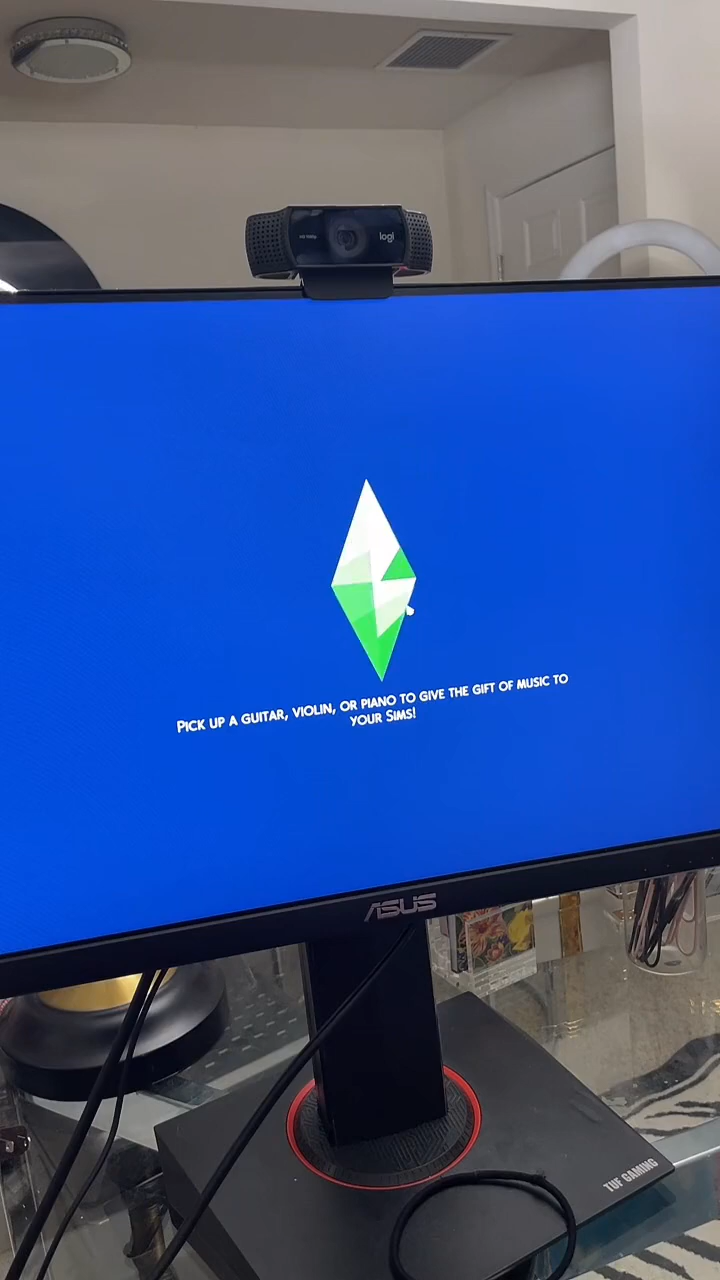 logi
PICK UP A GUITAR, VIOLIN, OR PIANO TO GIVE THE GIFT OF MUSIC TO
YOUR SIMS!
ASUS
TUF GAMING